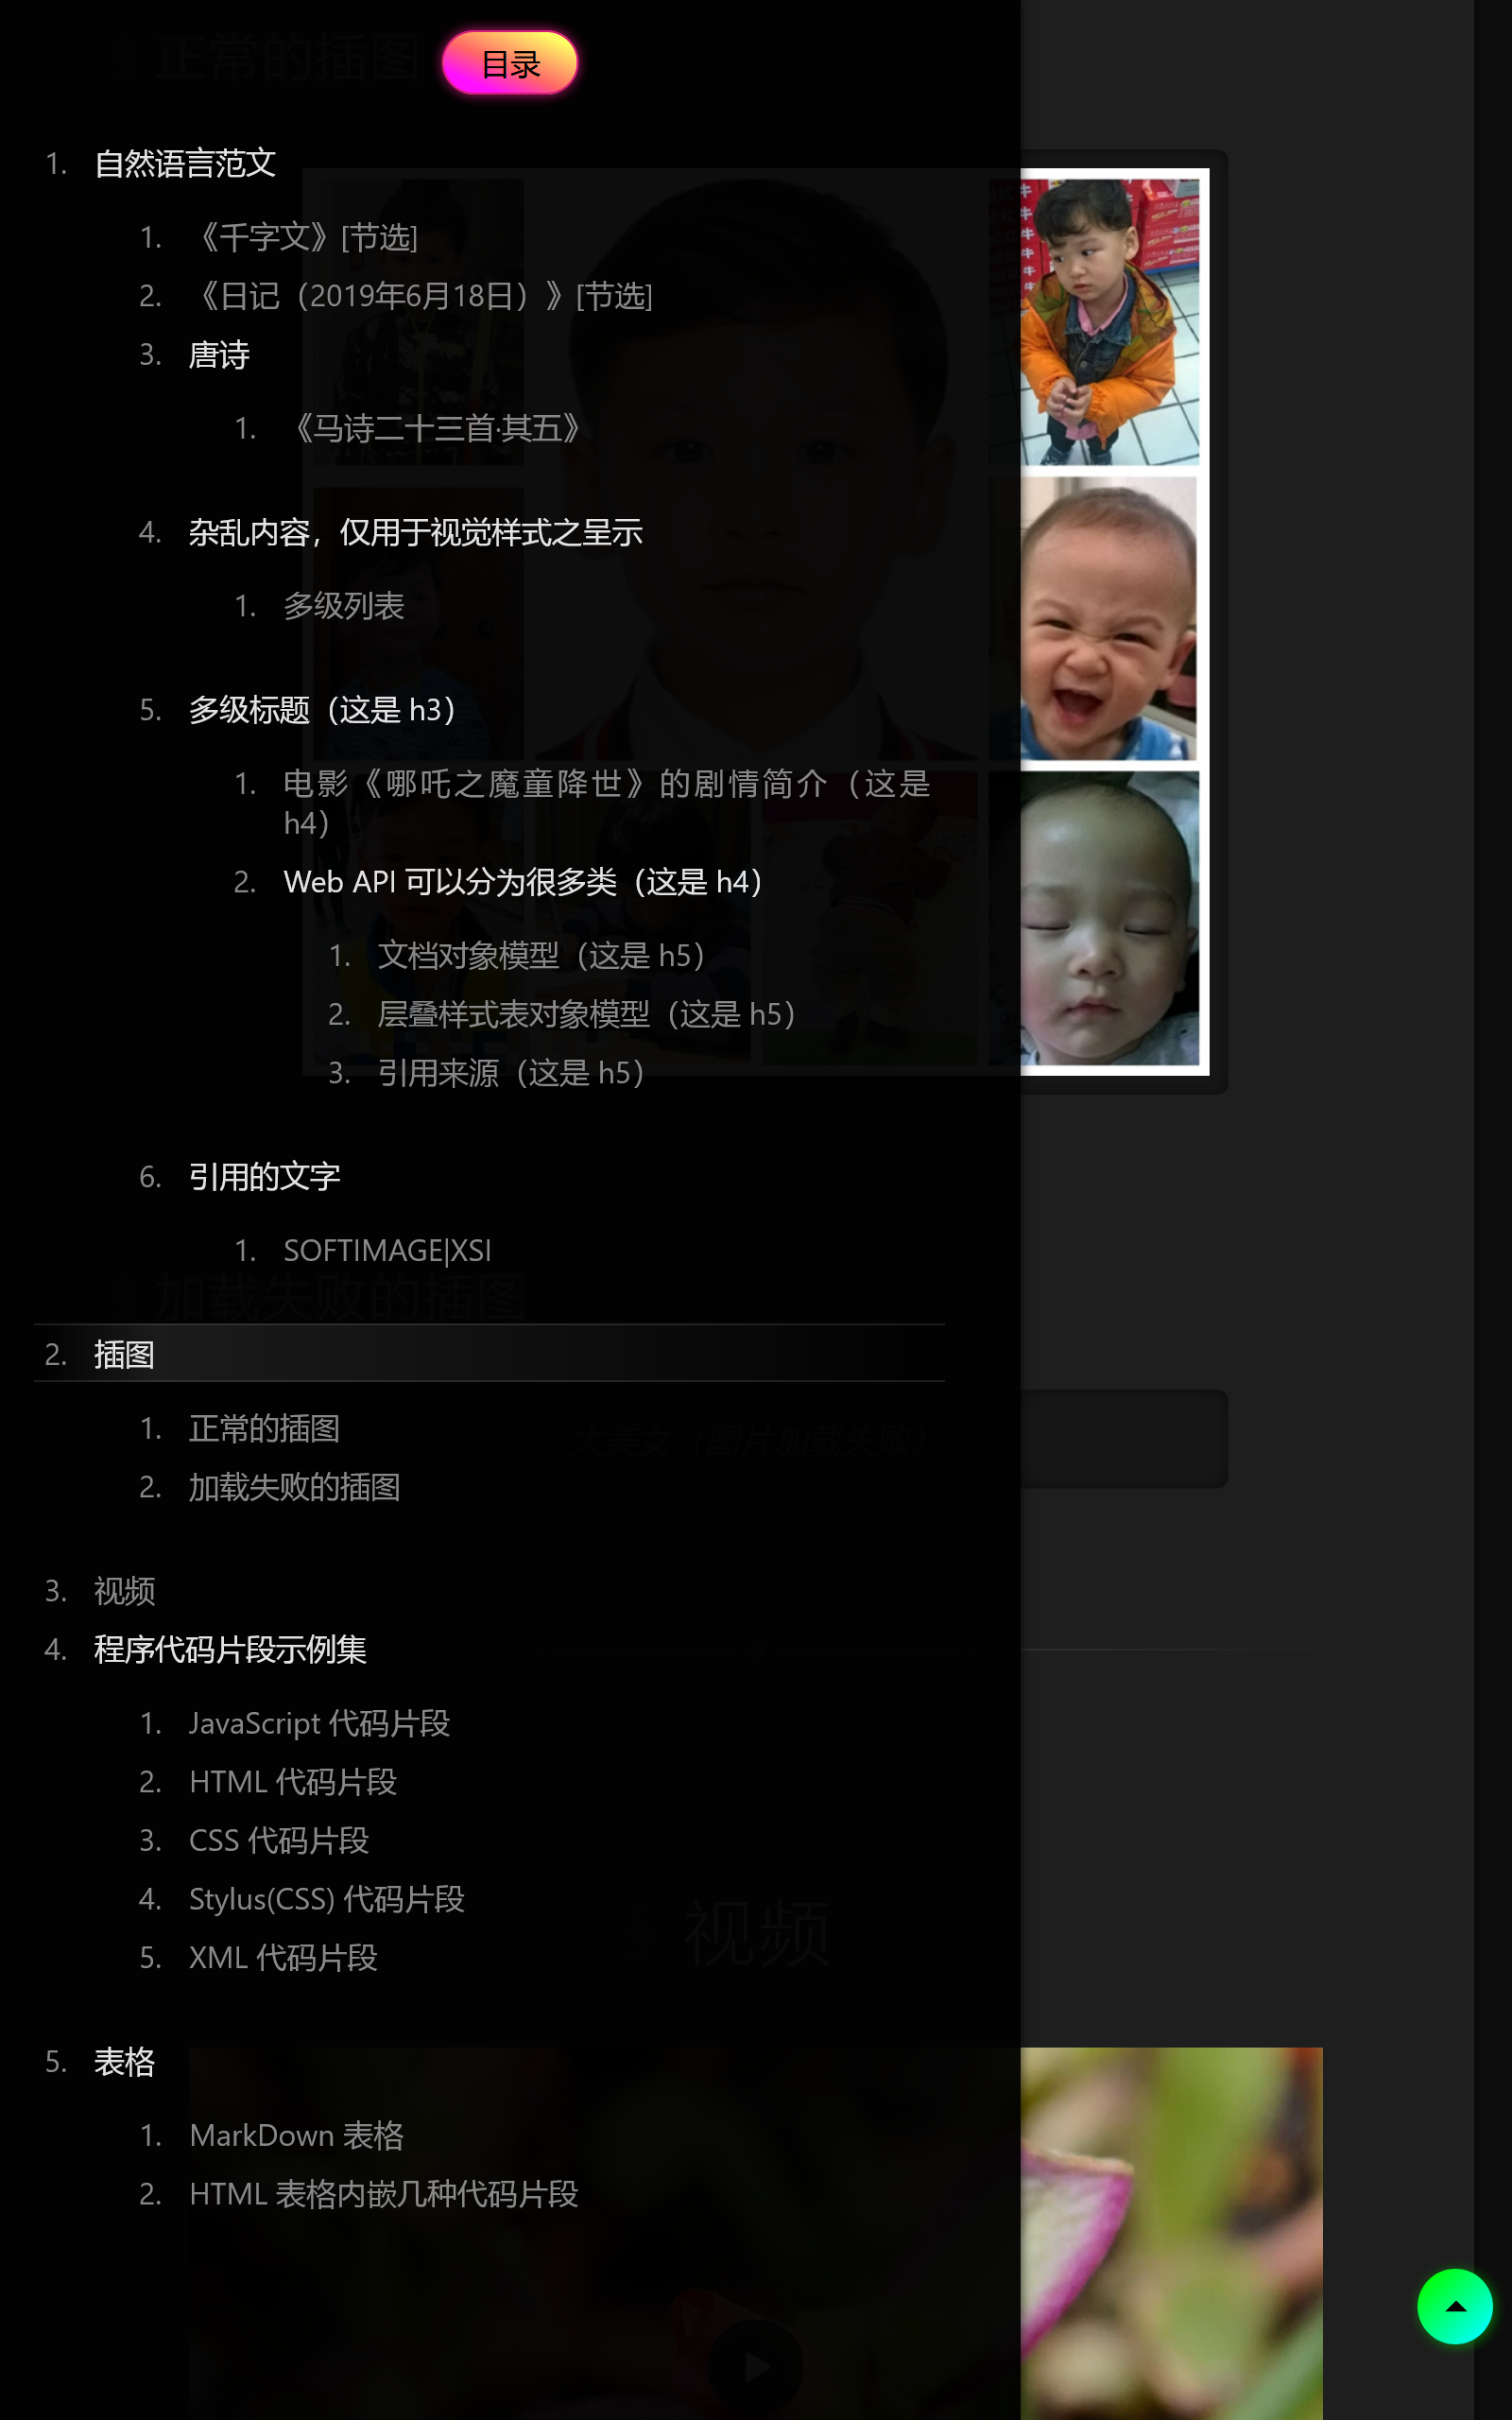 正常的插图
目录
1. 自然语言范文
1. 《千字文》[节选]
2. 《日记（2019年6月18日）》[节选]
3. 唐诗
1. 《马诗二十三首·其五》
4. 杂乱内容，仅用于视觉样式之呈示
1. 多级列表
5. 多级标题（这是 h3）
1. 电影《哪吒之魔童降世》的剧情简介（这是
h4）
2. Web API 可以分为很多类（这是 h4）
1. 文档对象模型（这是 h5）
2. 层叠样式表对象模型（这是 h5）
3. 引用来源（这是 h5）
6. 引用的文字
1. SOFTIMAGE|XSI
加载失败的插图
2. 插图
1. 正常的插图
大美女（图片加载失败）
2. 加载失败的插图
3. 视频
4. 程序代码片段示例集
1. JavaScript 代码片段
2. HTML 代码片段
3. CSS 代码片段
4. Stylus(CSS) 代码片段
视频
5. XML 代码片段
5. 表格
1. MarkDown 表格
2. HTML 表格内嵌几种代码片段